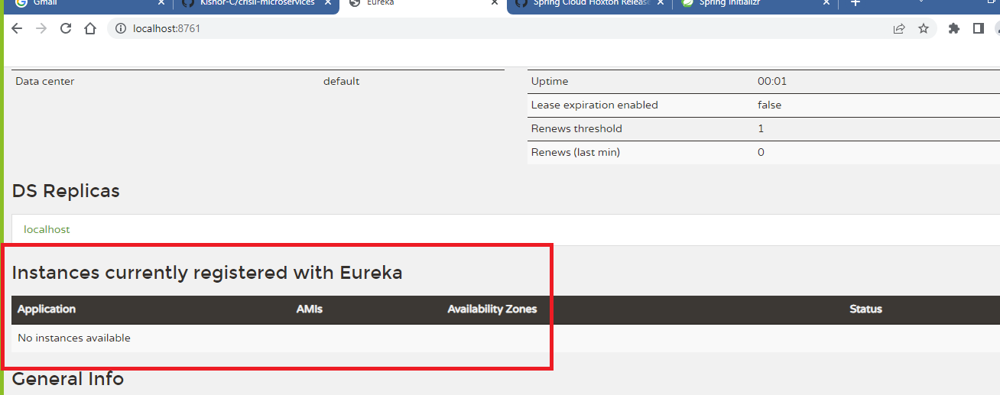 Gmail Kishor-C/crisil-microservices Eureka Spring Cloud Hoxton Release Spring Initializr
localhost:8761
Data center default Uptime 00:01
Lease expiration enabled false
Renews threshold 1
Renews (last min) 0
DS Replicas
localhost
Instances currently registered with Eureka
Application AMIs Availability Zones Status
No instances available
General Info